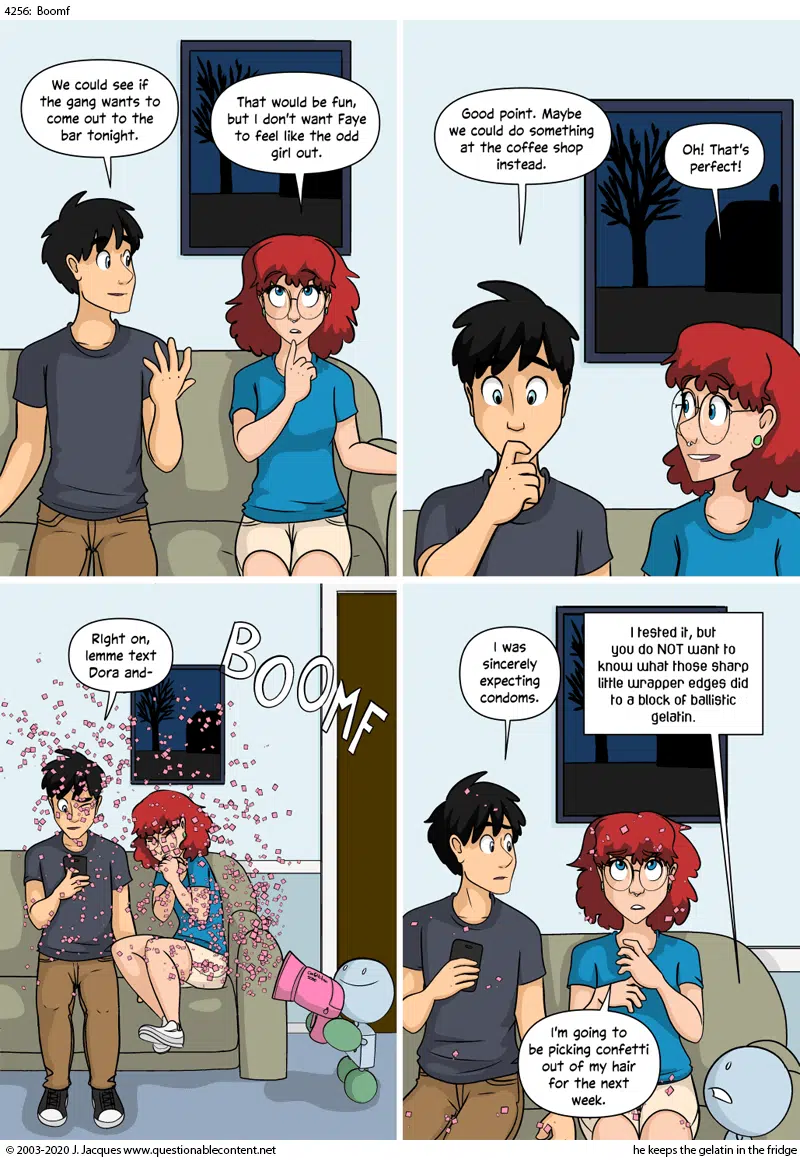 4256: Boomf
We could see if
the gang wants to
come out to the
bar tonight.
That would be fun,
but I don't want Faye
to feel like the odd
girl out.
Good point. Maybe
we could do something
at the coffee shop
instead.
Oh! That's
perfect!
RIght on,
lemme text
Dora and-
BOOMF
I was
sincerely
expecting
condoms.
I tested it, but
you do NOT want to
know what those sharp
little wrapper edges did
to a block of ballistic
gelatin.
I'm going to
be picking confetti
out of my hair
for the next
week.
© 2003-2020 J. Jacques www.questionablecontent.net
he keeps the gelatin in the fridge